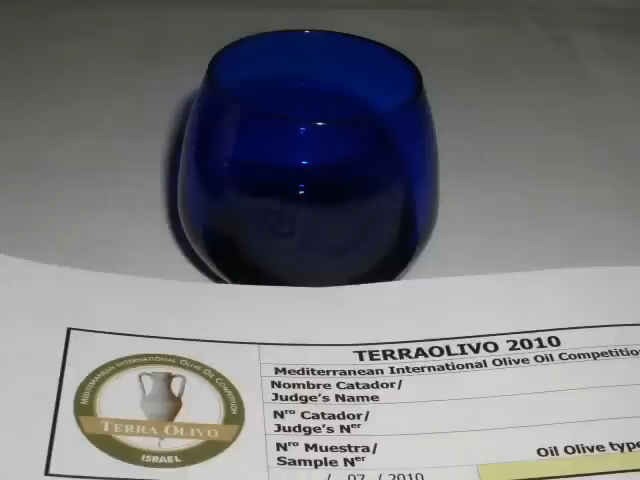 TERRAOLIVO 2010
Mediterranean International Olive Oil Competitio
Nombre Catador/
Judge's Name
Nro Catador/
Judge's Ner
Nro Muestra/
Sample Ner
Oil Olive type
/ 07 / 2010
MEDITERRANEAN INTERNATIONAL OLIVE OIL COMPETITION
TERRA OLIVO
ISRAEL